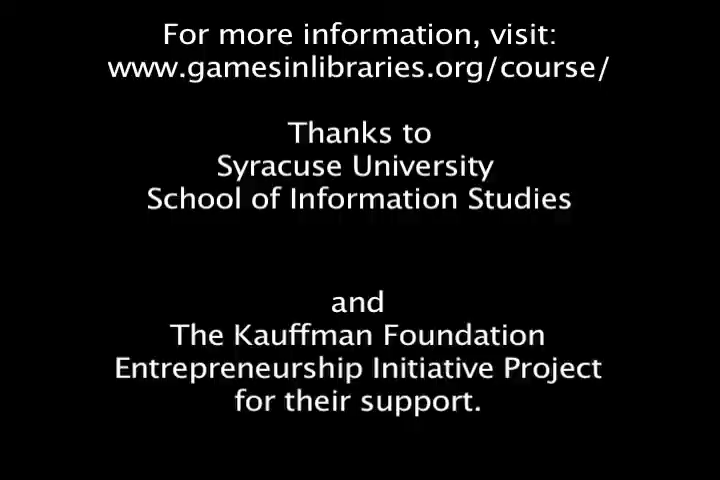 For more information, visit:
www.gamesinlibraries.org/course/
Thanks to
Syracuse University
School of Information Studies
and
The Kauffman Foundation
Entrepreneurship Initiative Project
for their support.